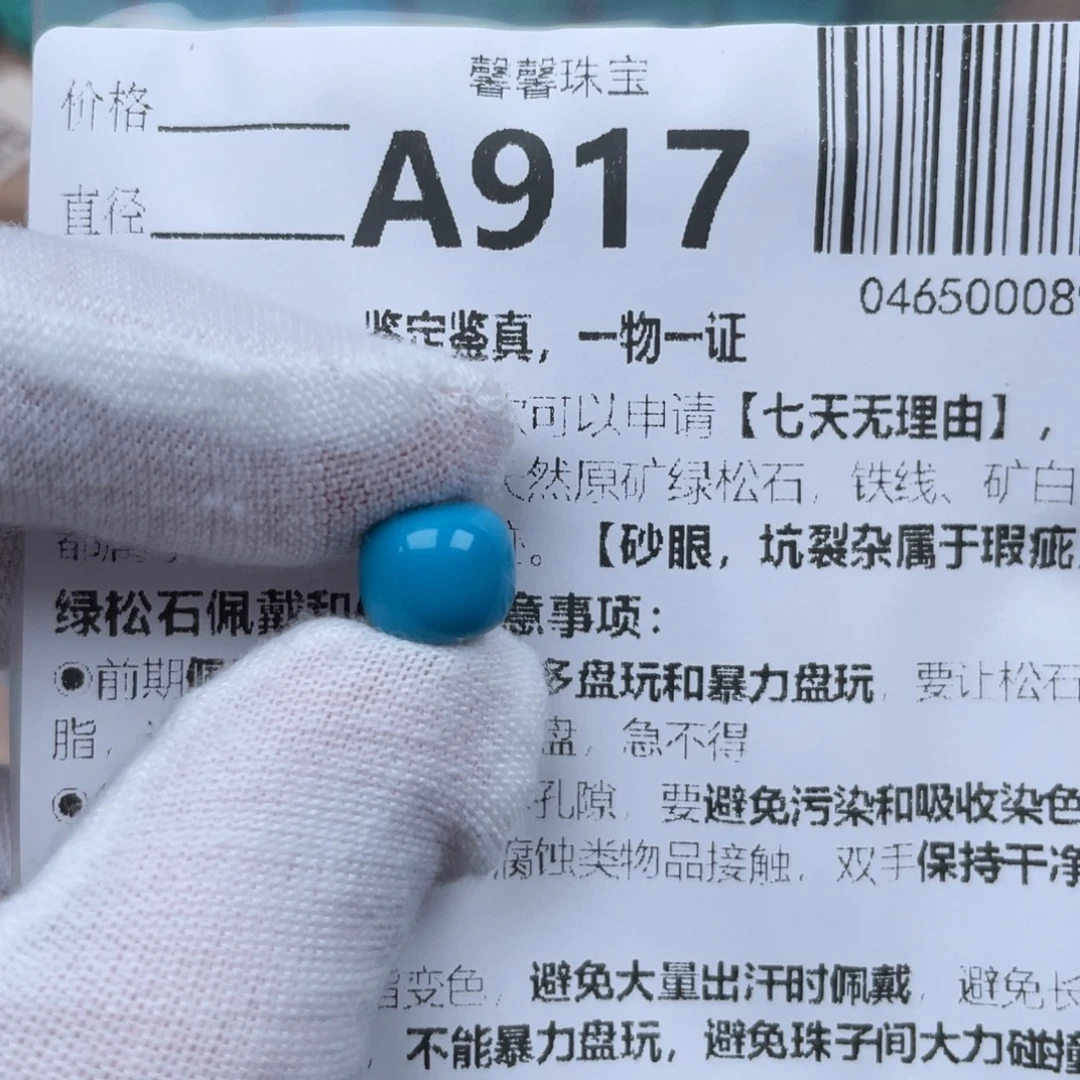 馨馨珠宝
价格
A917
直径
046500008
鉴定鉴真，一物一证
可以申请【七天无理由】，
然原矿绿松石，铁线、矿白
。【砂眼，坑裂杂属于瑕疵
绿松石佩戴和 意事项：
●前期佩 多盘玩和暴力盘玩，要让松石
脂， 盘，急不得
● 孔隙，要避免污染和吸收染色
腐蚀类物品接触，双手保持干净
变色，避免大量出汗时佩戴，避免长
，不能暴力盘玩，避免珠子间大力碰撞